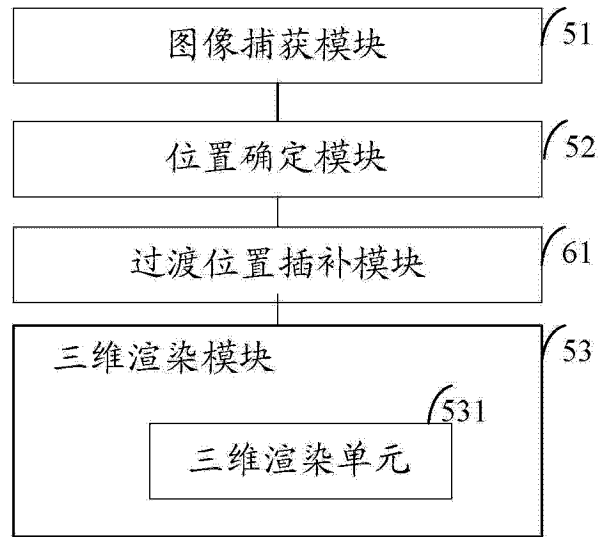 图像捕获模块
51
位置确定模块
52
过渡位置插补模块
61
三维渲染模块
53
531
三维渲染单元